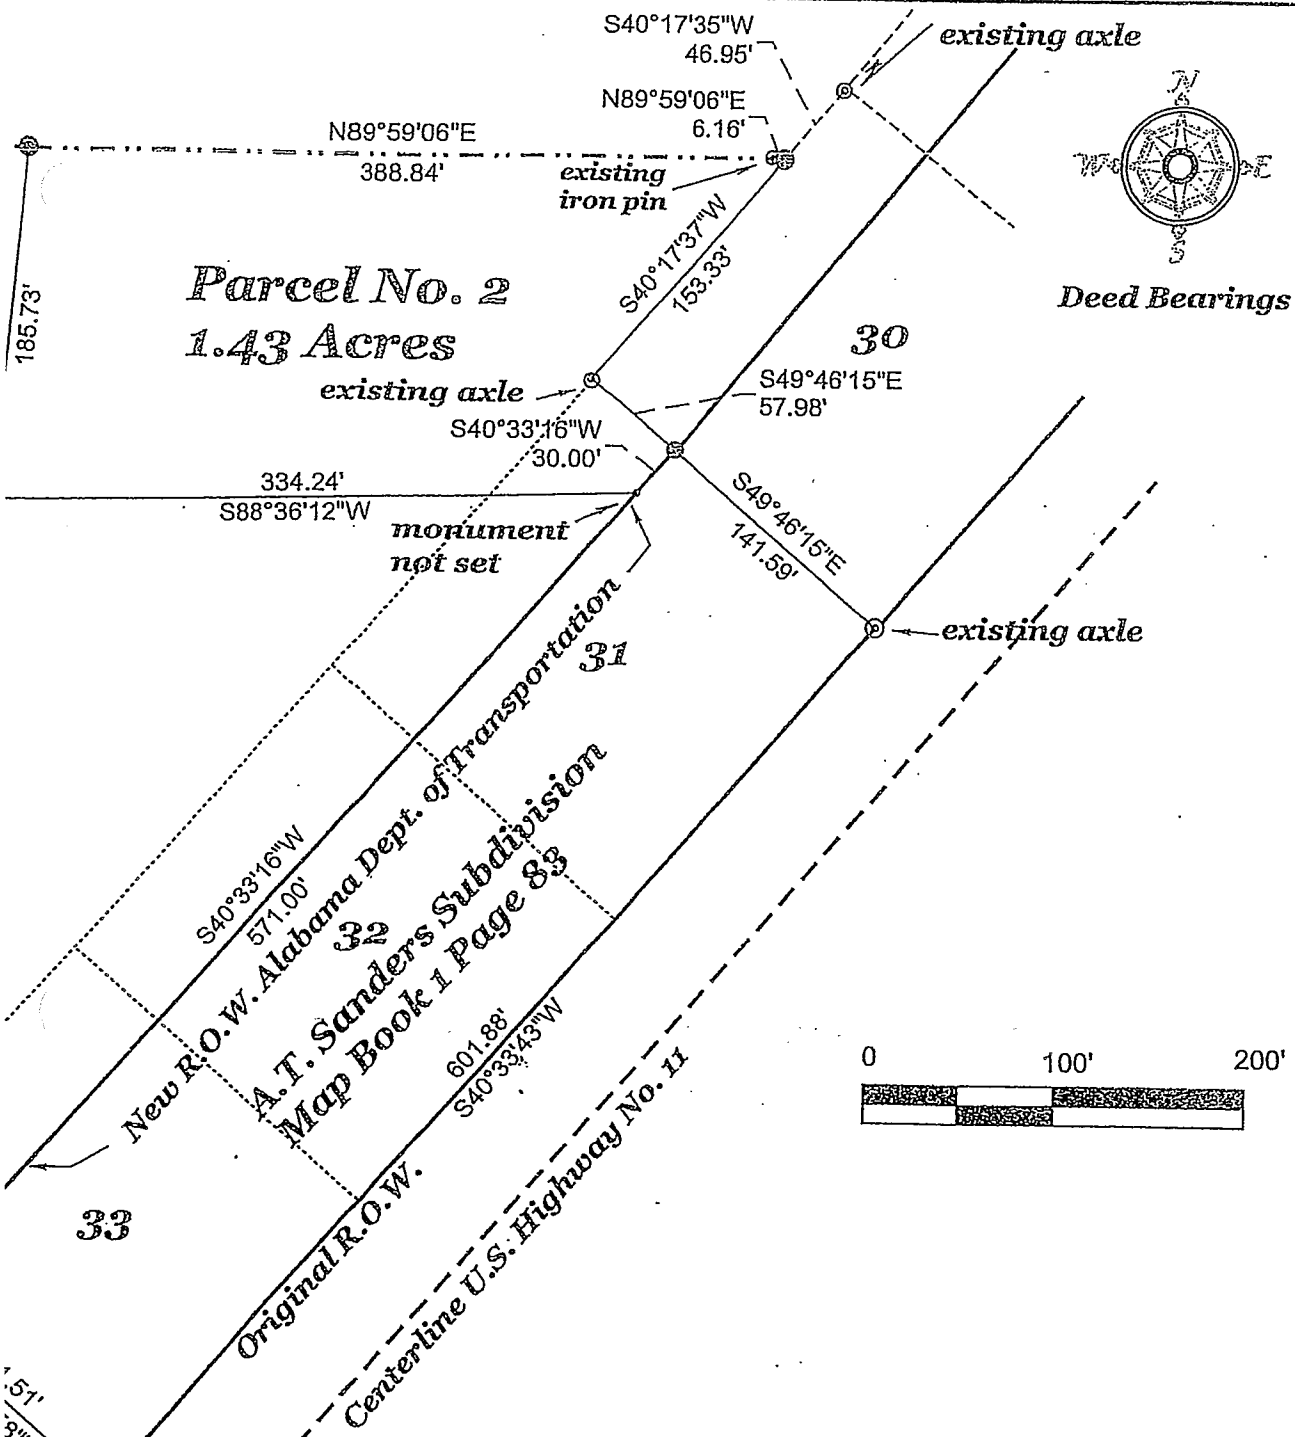 S40°17'35"W
46.95'
existing axle
N89°59'06"E
6.16'
N89°59'06"E
388.84'
existing
iron pin
N
W
E
S
Deed Bearings
S40°17'37"W
153.33'
185.73'
Parcel No. 2
1.43 Acres
30
existing axle
S49°46'15"E
57.98'
S40°33'16"W
30.00'
334.24'
S88°36'12"W
monument
not set
S49°46'15"E
141.59'
existing axle
31
S40°33'16"W
571.00'
New R.O.W. Alabama Dept. of Transportation
32
A.T. Sanders Subdivision
Map Book 1 Page 83
601.88'
S40°33'43"W
0 100' 200'
33
Original R.O.W.
Centerline U.S. Highway No. 11
.51'